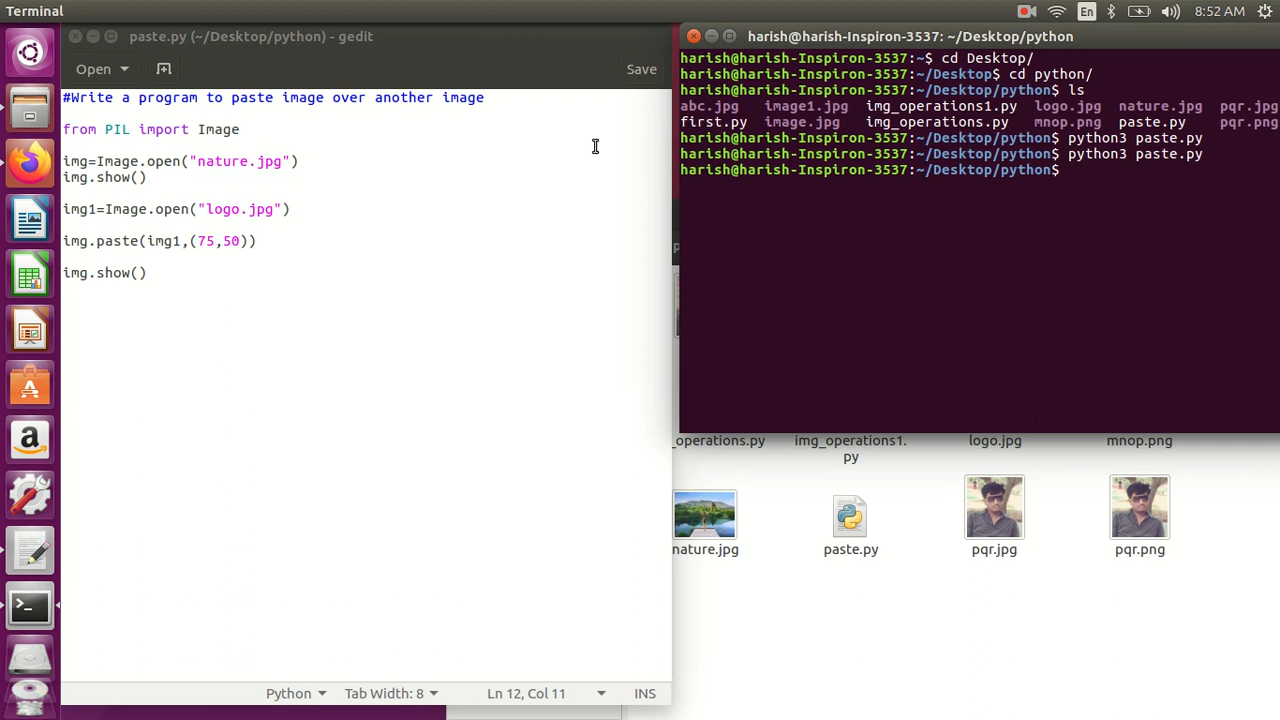 Terminal
En
8:52 AM
paste.py (~/Desktop/python) - gedit
Open
Save
#Write a program to paste image over another image
from PIL import Image
img=Image.open("nature.jpg")
img.show()
img1=Image.open("logo.jpg")
img.paste(img1,(75,50))
img.show()
Python
Tab Width: 8
Ln 12, Col 11
INS
harish@harish-Inspiron-3537: ~/Desktop/python
harish@harish-Inspiron-3537:~$ cd Desktop/
harish@harish-Inspiron-3537:~/Desktop$ cd python/
harish@harish-Inspiron-3537:~/Desktop/python$ ls
abc.jpg image1.jpg img_operations1.py logo.jpg nature.jpg pqr.jpg
first.py image.jpg img_operations.py mnop.png paste.py pqr.png
harish@harish-Inspiron-3537:~/Desktop/python$ python3 paste.py
harish@harish-Inspiron-3537:~/Desktop/python$ python3 paste.py
harish@harish-Inspiron-3537:~/Desktop/python$
_operations.py
img_operations1.
py
logo.jpg
mnop.png
nature.jpg
paste.py
pqr.jpg
pqr.png